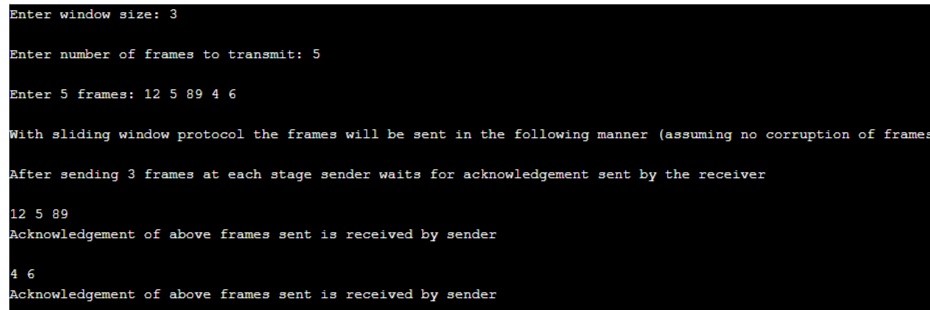 Enter window size: 3
Enter number of frames to transmit: 5
Enter 5 frames: 12 5 89 4 6
With sliding window protocol the frames will be sent in the following manner (assuming no corruption of frames
After sending 3 frames at each stage sender waits for acknowledgement sent by the receiver
12 5 89
Acknowledgement of above frames sent is received by sender
4 6
Acknowledgement of above frames sent is received by sender